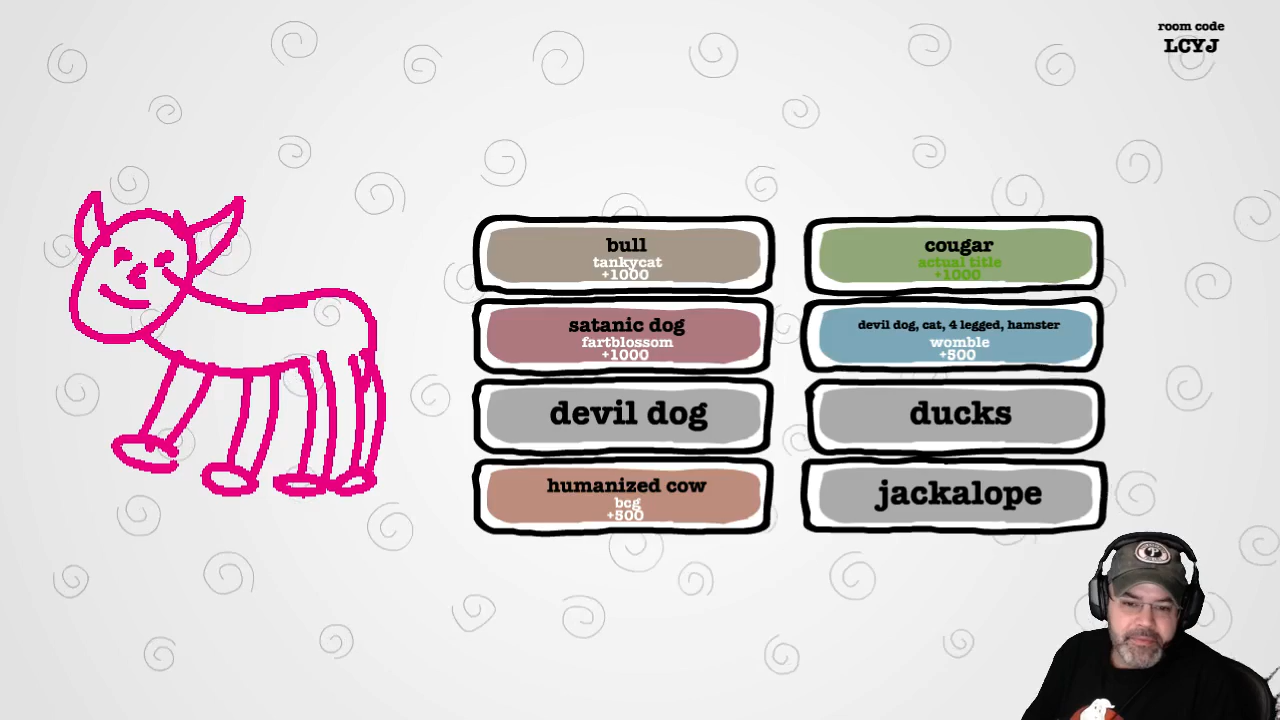 room code
LCYJ
bull
tankycat
+1000
cougar
actual title
+1000
satanic dog
fartblossom
+1000
devil dog, cat, 4 legged, hamster
womble
+500
devil dog
ducks
humanized cow
bcg
+500
jackalope